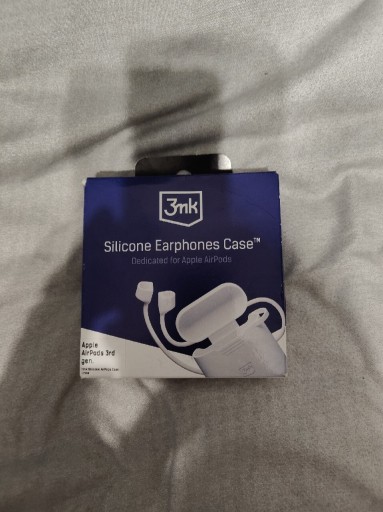 3mk
Silicone Earphones Case™
Dedicated for Apple AirPods
Apple
AirPods 3rd
gen.